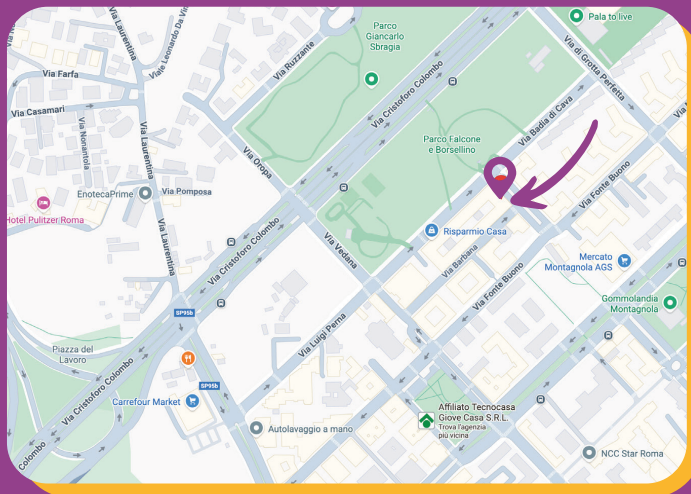 Via Laurentina
Viale Leonardo Da Vi
Via Ruzzante
Parco
Giancarlo
Sbragia
Pala to live
Via di Grotta Perfetta
Via Farfa
Via Cristoforo Colombo
Via Casamari
Via Nonantola
Via Laurentina
Via Oropa
Parco Falcone
e Borsellino
Via Badia di Cava
EnotecaPrime
Via Pomposa
Via Fonte Buono
Hotel Pulitzer Roma
Via Laurentina
Via Cristoforo Colombo
Via Vedana
Risparmio Casa
Via Barbana
Mercato
Montagnola AGS
Via Fonte Buono
Gommolandia
Montagnola
SP95b
Via Luigi Perna
Piazza del
Lavoro
SP95b
Carrefour Market
Via Cristoforo Colombo
Affiliato Tecnocasa
Giove Casa S.R.L.
Trova l'agenzia
più vicina
Autolavaggio a mano
Colombo
NCC Star Roma